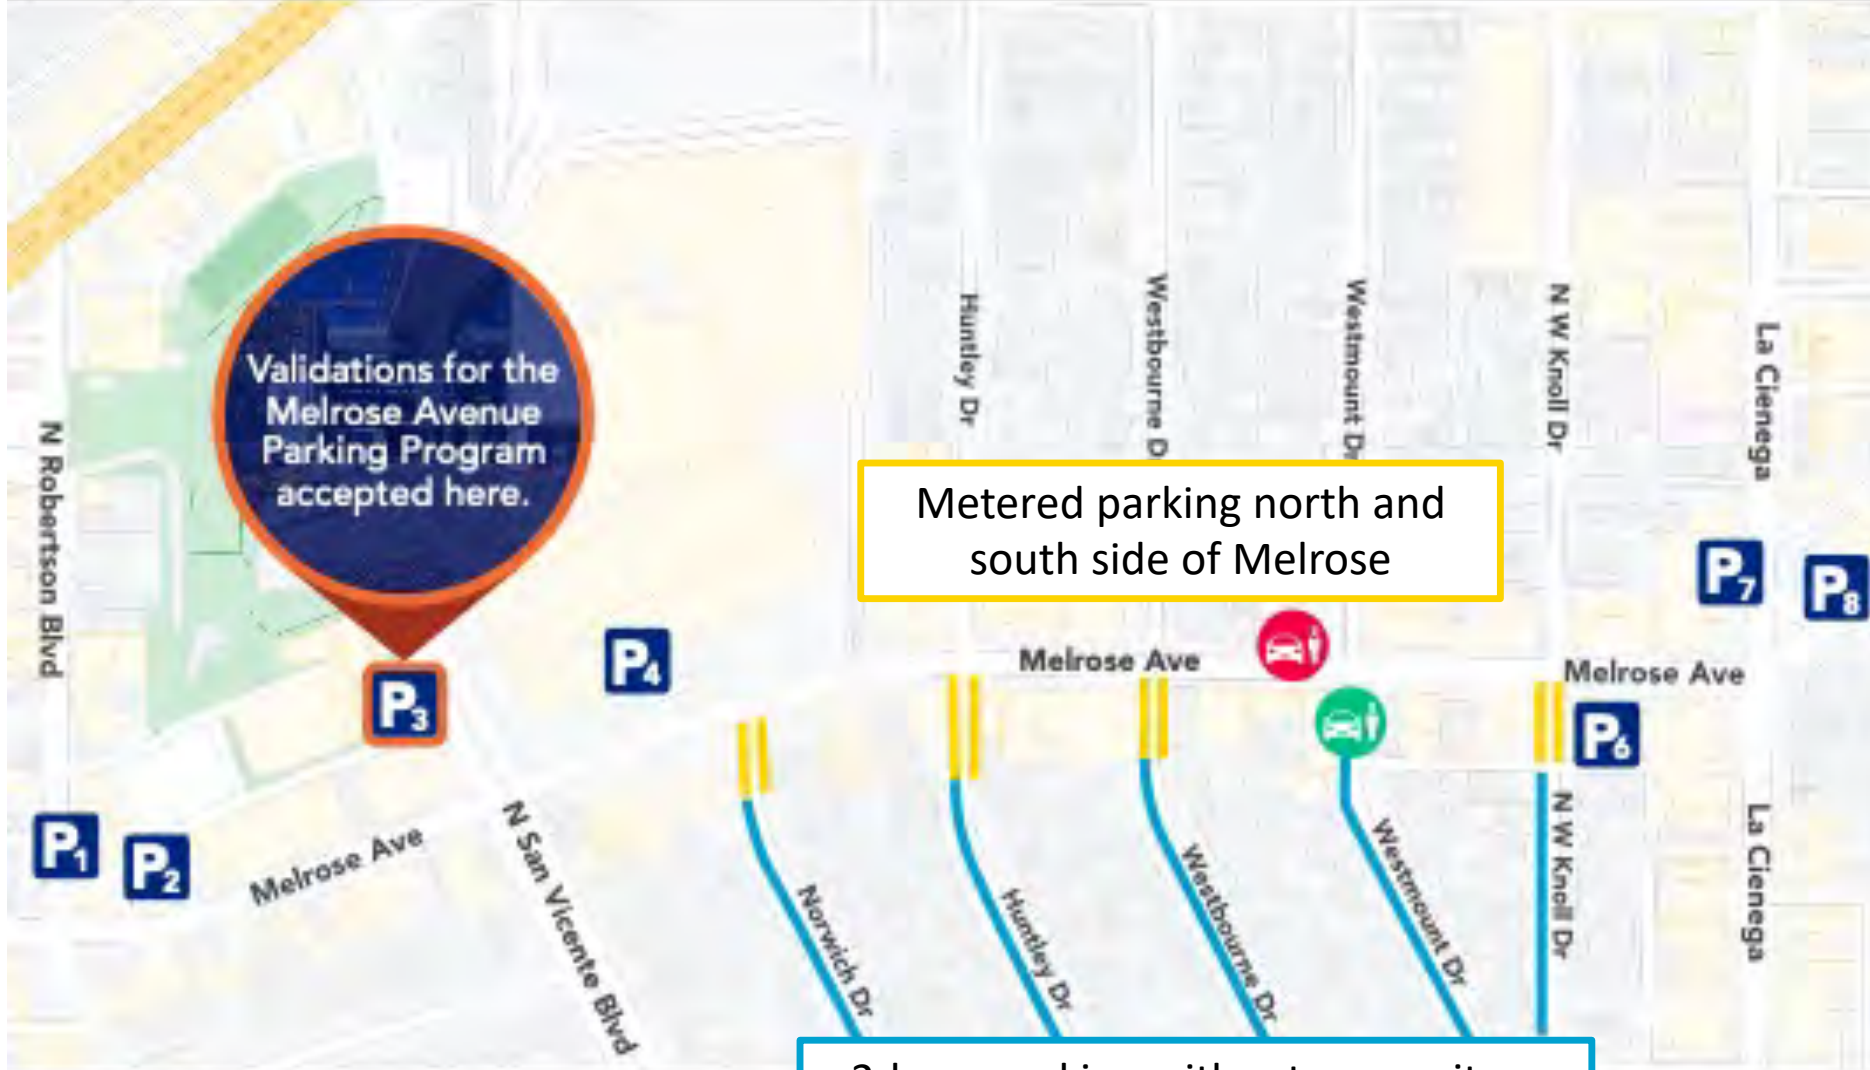 Validations for the
Melrose Avenue
Parking Program
accepted here.
N Robertson Blvd
Huntley Dr
Westbourne D
Westmount Dr
N W Knoll Dr
La Cienega
Metered parking north and
south side of Melrose
P7
P8
P4
Melrose Ave
Melrose Ave
P3
P6
P1
P2
Melrose Ave
N San Vicente Blvd
Norwich Dr
Huntley Dr
Westbourne Dr
Westmount Dr
N W Knoll Dr
La Cienega